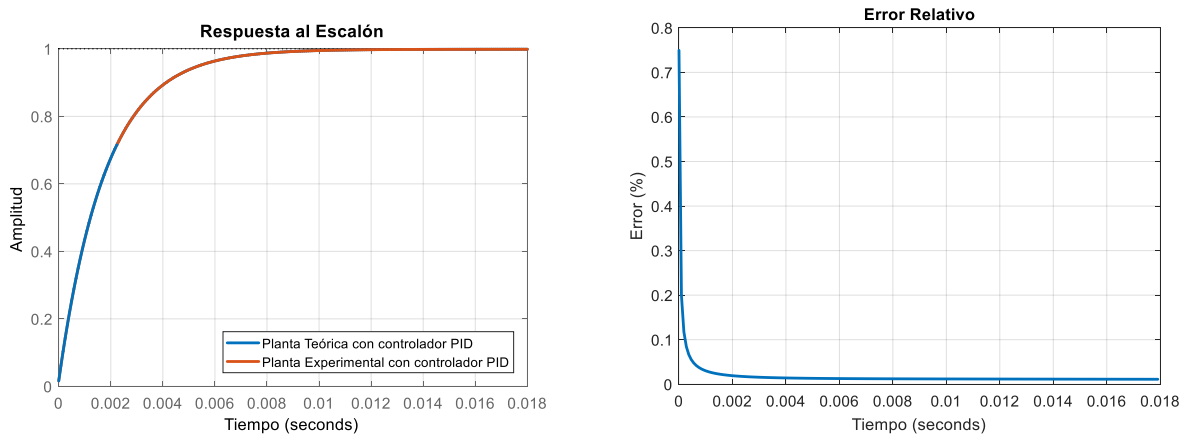 Respuesta al Escalón
1
0.8
0.6
0.4
0.2
0
Amplitud
Planta Teórica con controlador PID
Planta Experimental con controlador PID
0 0.002 0.004 0.006 0.008 0.01 0.012 0.014 0.016 0.018
Tiempo (seconds)
Error Relativo
0.8
0.7
0.6
0.5
0.4
0.3
0.2
0.1
0
Error (%)
0 0.002 0.004 0.006 0.008 0.01 0.012 0.014 0.016 0.018
Tiempo (seconds)